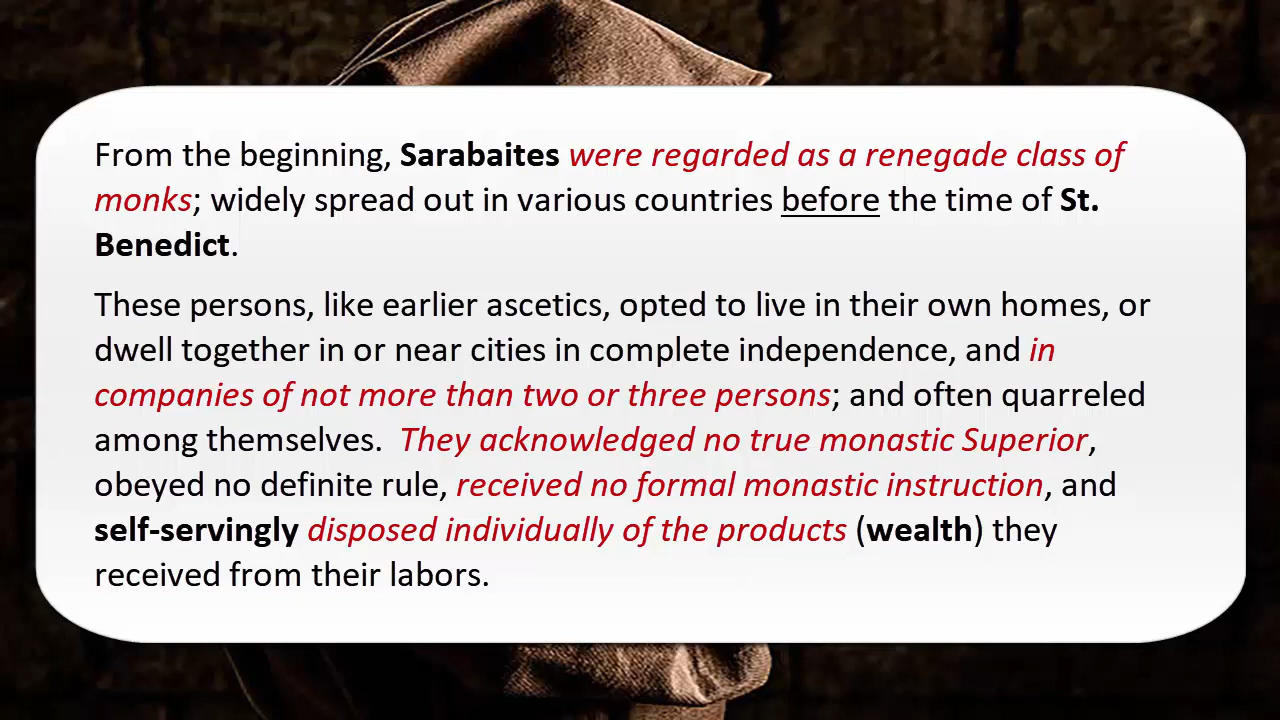 From the beginning, Sarabaites were regarded as a renegade class of
monks; widely spread out in various countries before the time of St.
Benedict.
These persons, like earlier ascetics, opted to live in their own homes, or
dwell together in or near cities in complete independence, and in
companies of not more than two or three persons; and often quarreled
among themselves.  They acknowledged no true monastic Superior,
obeyed no definite rule, received no formal monastic instruction, and
self-servingly disposed individually of the products (wealth) they
received from their labors.